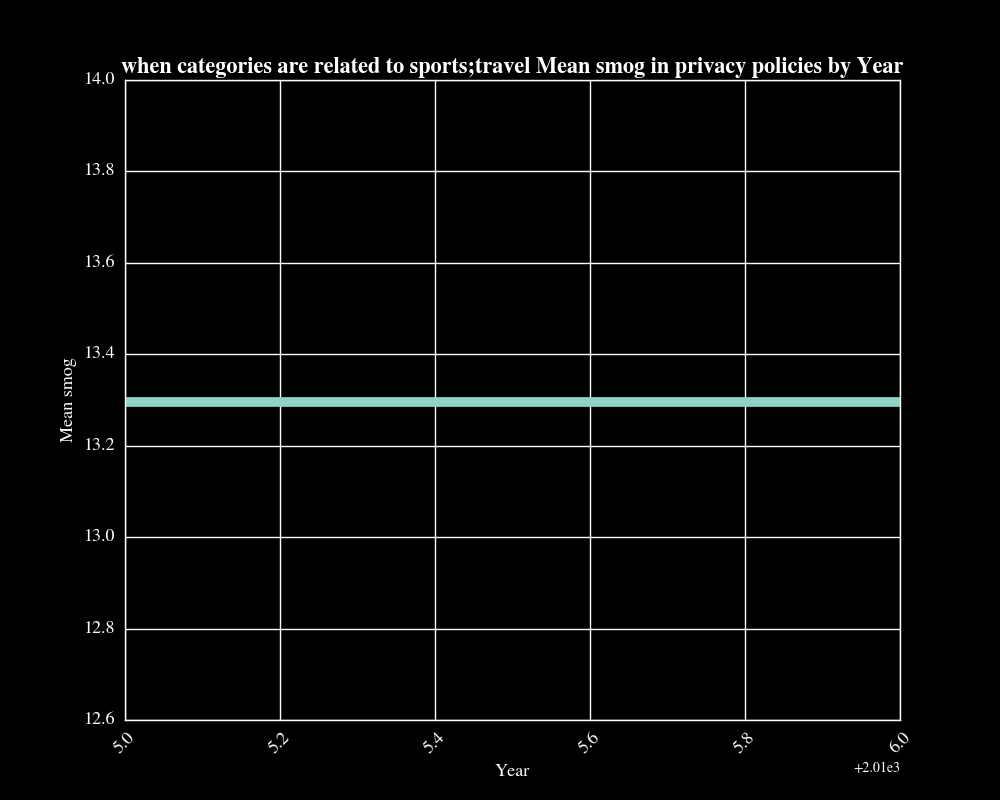 when categories are related to sports;travel Mean smog in privacy policies by Year
14.0
13.8
13.6
13.4
13.2
13.0
12.8
12.6
Mean smog
5.0 5.2 5.4 5.6 5.8 6.0
+2.01e3
Year